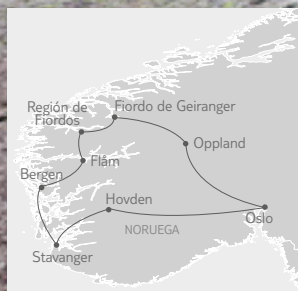 Región de
Fiordos
Fiordo de Geiranger
Oppland
Flåm
Bergen
Hovden
Oslo
NORUEGA
Stavanger